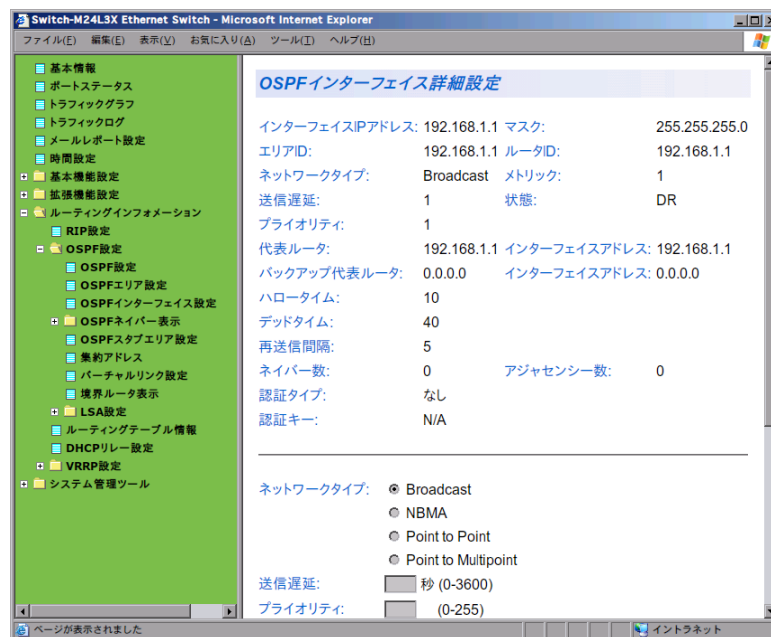 Switch-M24L3X Ethernet Switch - Microsoft Internet Explorer
ファイル(F) 編集(E) 表示(V) お気に入り(A) ツール(T) ヘルプ(H)
基本情報
ポートステータス
トラフィックグラフ
トラフィックログ
メールレポート設定
時間設定
基本機能設定
拡張機能設定
ルーティングインフォメーション
RIP設定
OSPF設定
OSPF設定
OSPFエリア設定
OSPFインターフェイス設定
OSPFネイバー表示
OSPFスタブエリア設定
集約アドレス
バーチャルリンク設定
境界ルータ表示
LSA設定
ルーティングテーブル情報
DHCPリレー設定
VRRP設定
システム管理ツール
OSPFインターフェイス詳細設定
インターフェイスIPアドレス: 192.168.1.1 マスク: 255.255.255.0
エリアID: 192.168.1.1 ルータID: 192.168.1.1
ネットワークタイプ: Broadcast メトリック: 1
送信遅延: 1 状態: DR
プライオリティ: 1
代表ルータ: 192.168.1.1 インターフェイスアドレス: 192.168.1.1
バックアップ代表ルータ: 0.0.0.0 インターフェイスアドレス: 0.0.0.0
ハロータイム: 10
デッドタイム: 40
再送信間隔: 5
ネイバー数: 0 アジャセンシー数: 0
認証タイプ: なし
認証キー: N/A
ネットワークタイプ: Broadcast
NBMA
Point to Point
Point to Multipoint
送信遅延: 秒 (0-3600)
プライオリティ: (0-255)
ページが表示されました イントラネット